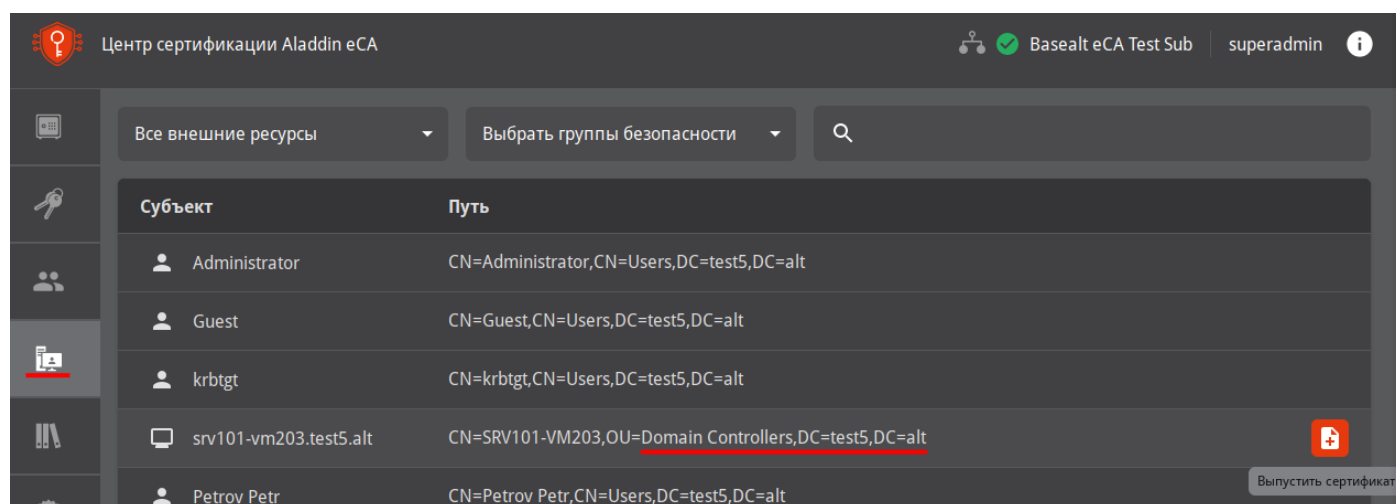 Центр сертификации Aladdin eCA
Basealt eCA Test Sub
superadmin
i
Все внешние ресурсы
Выбрать группы безопасности
Субъект Путь
Administrator CN=Administrator,CN=Users,DC=test5,DC=alt
Guest CN=Guest,CN=Users,DC=test5,DC=alt
krbtgt CN=krbtgt,CN=Users,DC=test5,DC=alt
srv101-vm203.test5.alt CN=SRV101-VM203,OU=Domain Controllers,DC=test5,DC=alt
Выпустить сертификат
Petrov Petr CN=Petrov Petr,CN=Users,DC=test5,DC=alt